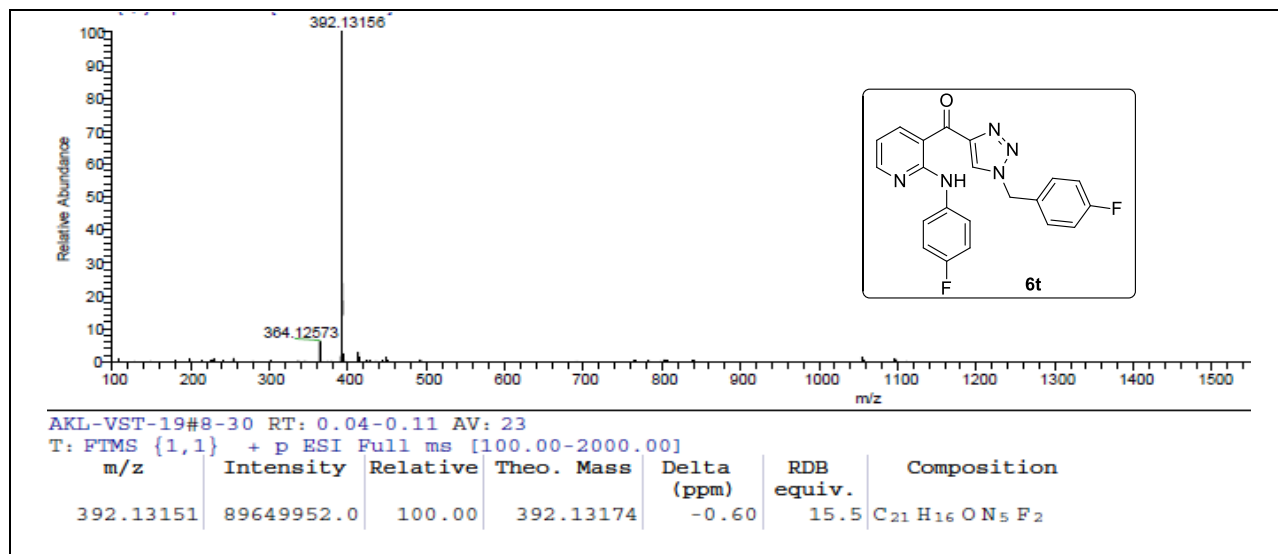 392.13156
100
90
80
70
60
50
40
30
20
10
0
Relative Abundance
364.12573
100 200 300 400 500 600 700 800 900 1000 1100 1200 1300 1400 1500
m/z
O
N
N
N
N
NH
F
F
6t
AKL-VST-19#8-30 RT: 0.04-0.11 AV: 23
T: FTMS {1,1} + p ESI Full ms [100.00-2000.00]
m/z Intensity Relative Theo. Mass Delta (ppm) RDB equiv. Composition
392.13151 89649952.0 100.00 392.13174 -0.60 15.5 C21 H16 O N5 F2